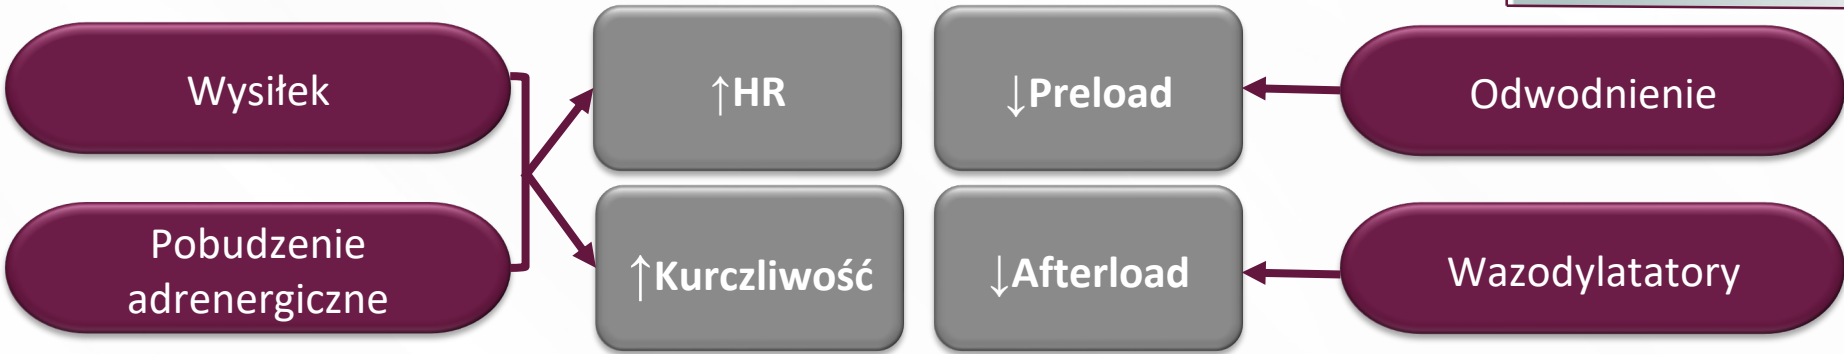 Wysiłek
↑HR
↓Preload
Odwodnienie
Pobudzenie
adrenergiczne
↑Kurczliwość
↓Afterload
Wazodylatatory